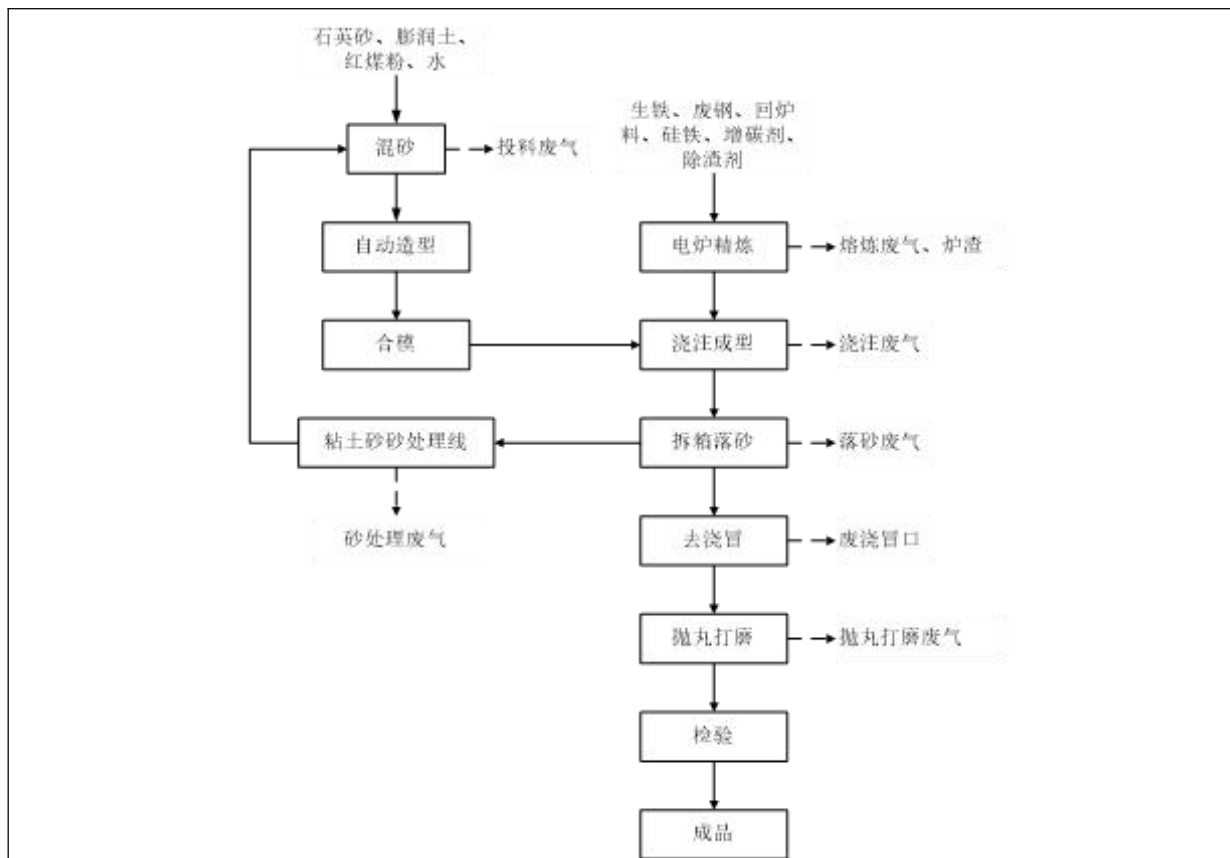 石英砂、膨润土、
红煤粉、水
生铁、废钢、回炉
料、硅铁、增碳剂、
除渣剂
混砂
投料废气
自动造型
电炉精炼
熔炼废气、炉渣
合模
浇注成型
浇注废气
粘土砂砂处理线
拆箱落砂
落砂废气
砂处理废气
去浇冒
废浇冒口
抛丸打磨
抛丸打磨废气
检验
成品